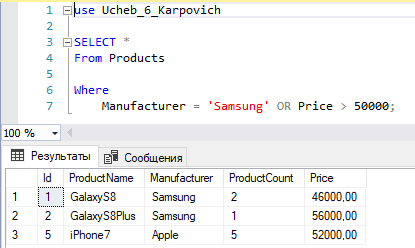 1 use Ucheb_6_Karpovich
2
3 SELECT *
4 From Products
5
6 Where
7 Manufacturer = 'Samsung' OR Price > 50000;
100 %
Результаты Сообщения
Id ProductName Manufacturer ProductCount Price
1 1 GalaxyS8 Samsung 2 46000,00
2 2 GalaxyS8Plus Samsung 1 56000,00
3 5 iPhone7 Apple 5 52000,00